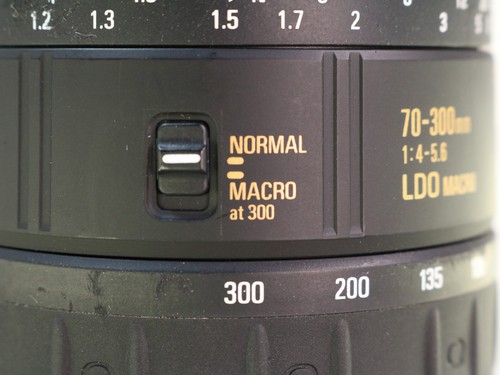 1.2 1.3 1.5 1.7 2 3
NORMAL
MACRO
at 300
70-300mm
1:4-5.6
LDO MACRO
300 200 135